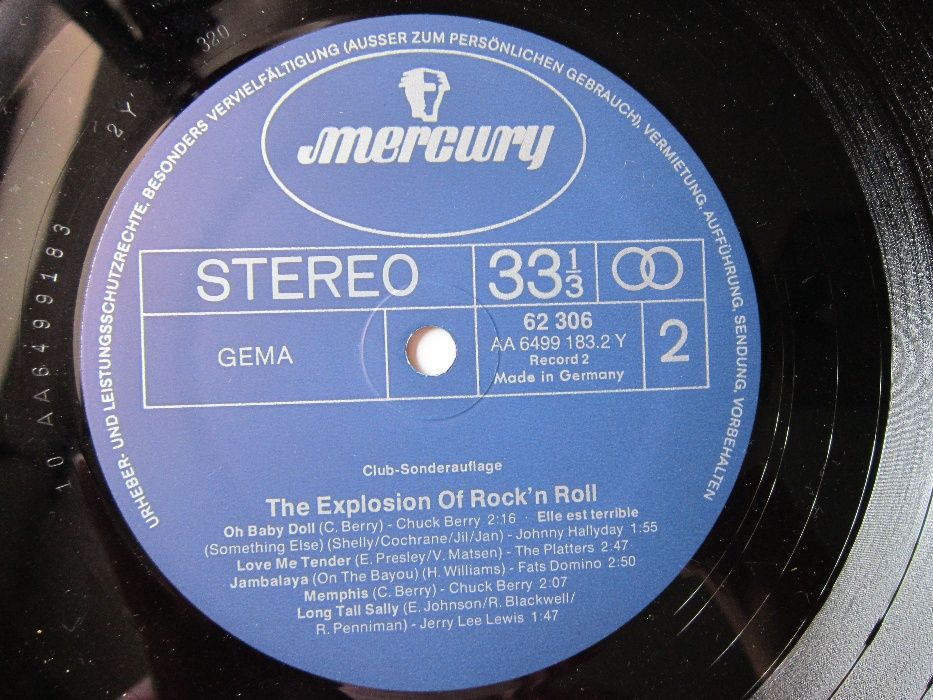 URHEBER- UND LEISTUNGSSCHUTZRECHTE, BESONDERS VERVIELFÄLTIGUNG (AUSSER ZUM PERSÖNLICHEN GEBRAUCH), VERMIETUNG, AUFFÜHRUNG, SENDUNG, VORBEHALTEN
mercury
STEREO
33 1/3
GEMA
62 306
AA 6499 183.2 Y
Record 2
Made in Germany
2
Club-Sonderauflage
The Explosion Of Rock'n Roll
Oh Baby Doll (C. Berry) - Chuck Berry 2:16 Elle est terrible
(Something Else) (Shelly/Cochrane/Jil/Jan) - Johnny Hallyday 1:55
Love Me Tender (E. Presley/V. Matsen) - The Platters 2:47
Jambalaya (On The Bayou) (H. Williams) - Fats Domino 2:50
Memphis (C. Berry) - Chuck Berry 2:07
Long Tall Sally (E. Johnson/R. Blackwell/
R. Penniman) - Jerry Lee Lewis 1:47
10 AA6499183
2 Y
320